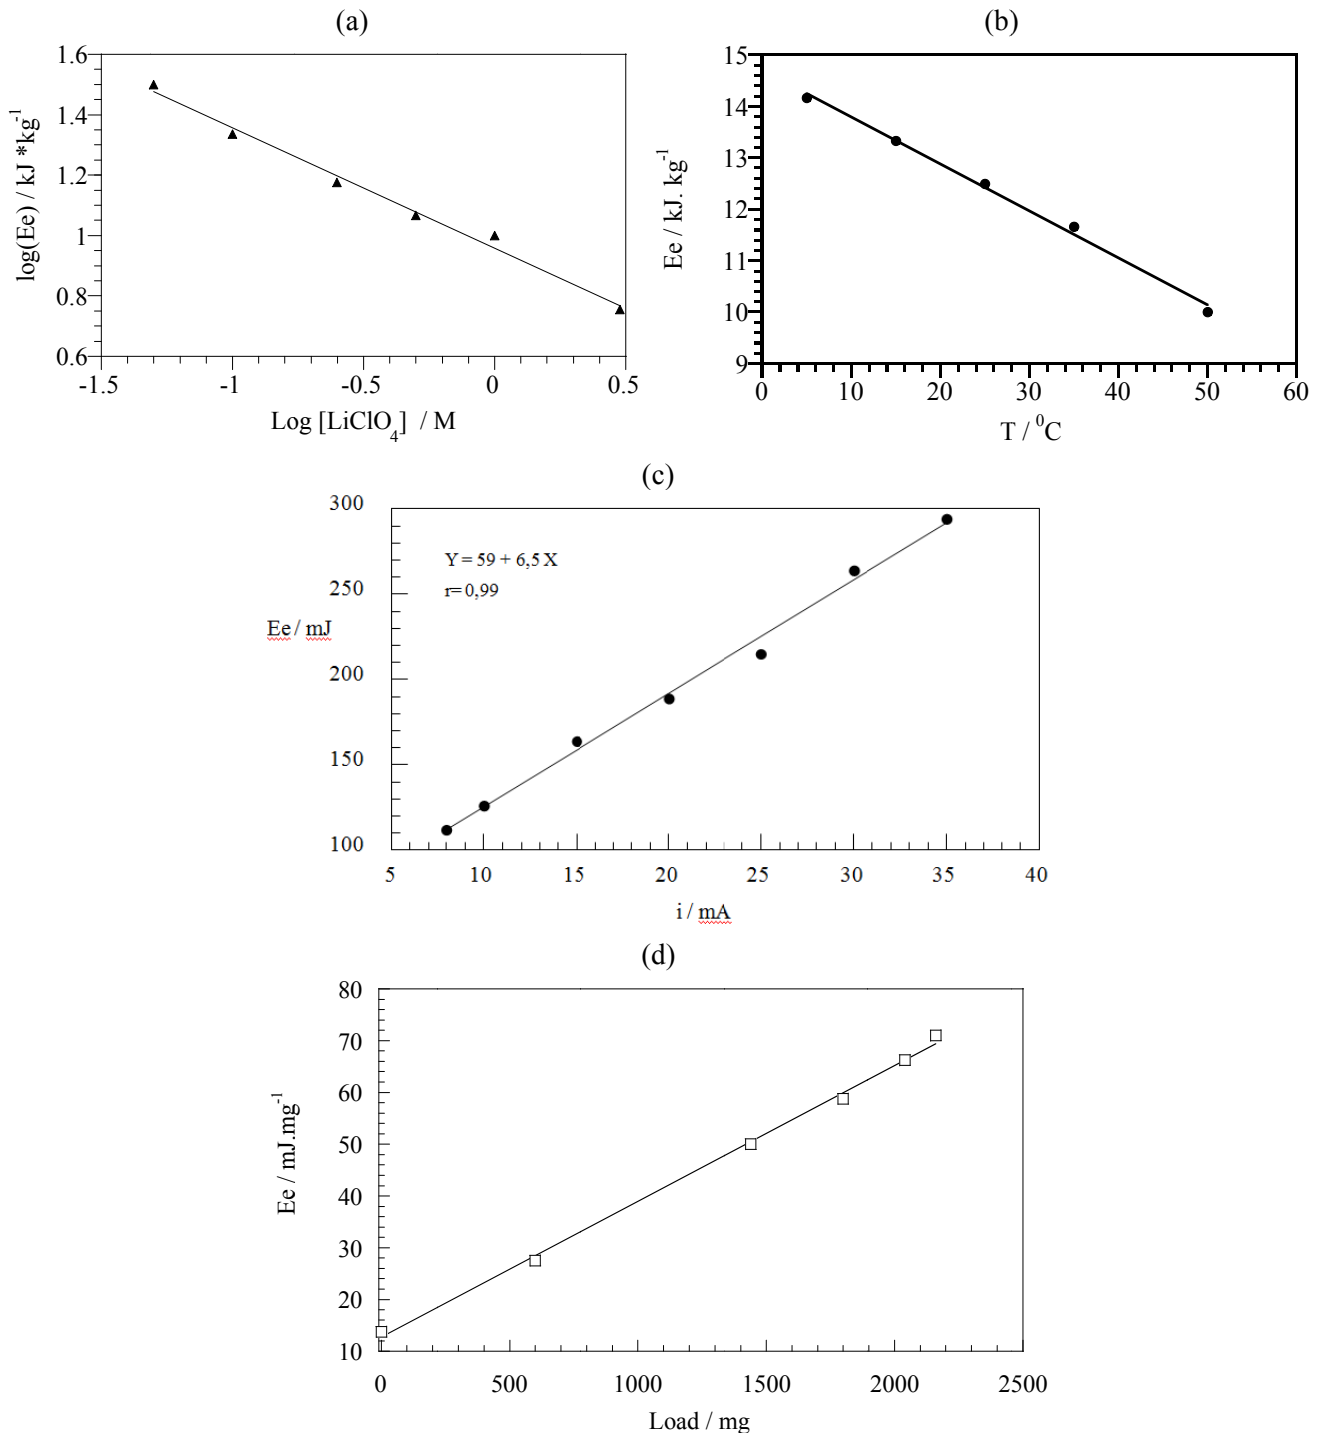 (a)
1.6
1.4
1.2
1
0.8
0.6
log(Ee) / kJ *kg-1
-1.5 -1 -0.5 0 0.5
Log [LiClO4] / M
(b)
15
14
13
12
11
10
9
Ee / kJ. kg-1
0 10 20 30 40 50 60
T / 0C
(c)
300
250
200
150
100
Y = 59 + 6,5 X
r= 0,99
Ee / mJ
5 10 15 20 25 30 35 40
i / mA
(d)
80
70
60
50
40
30
20
10
Ee / mJ.mg-1
0 500 1000 1500 2000 2500
Load / mg